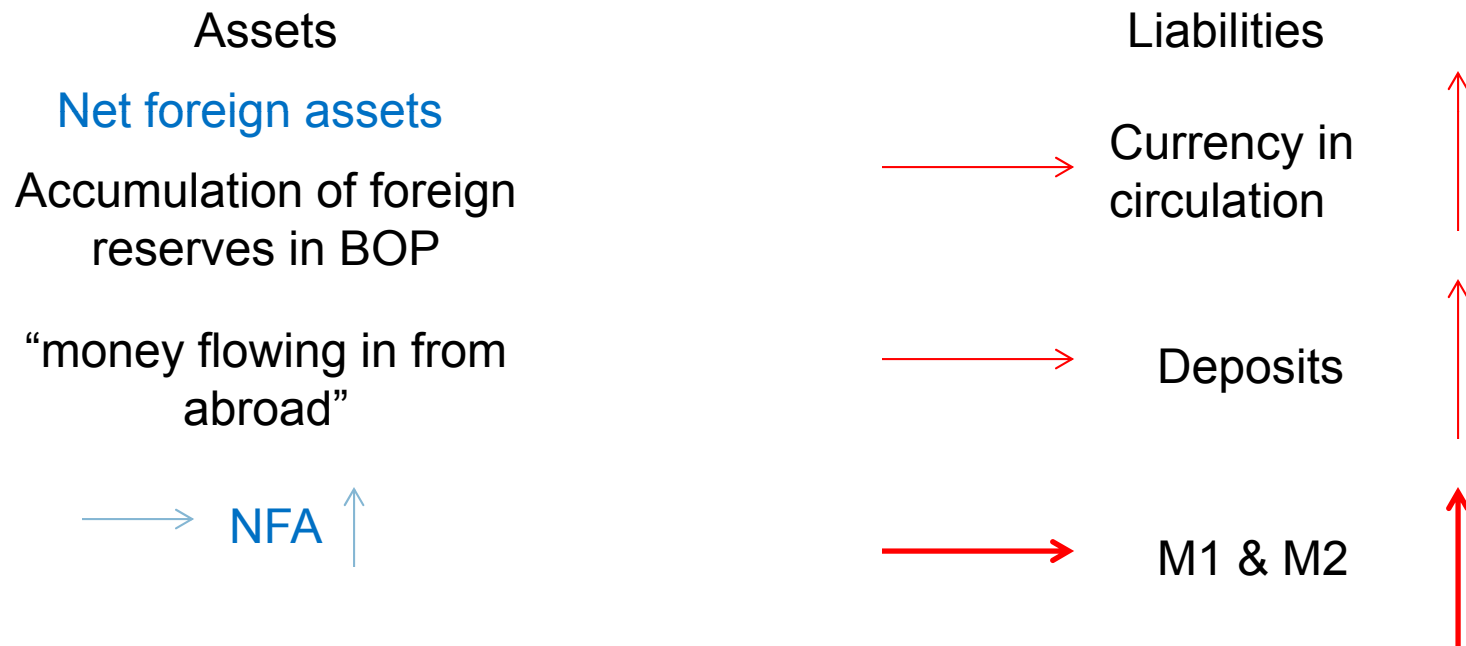 Assets
Net foreign assets
Accumulation of foreign
reserves in BOP
“money flowing in from
abroad”
NFA
Liabilities
Currency in
circulation
Deposits
M1 & M2